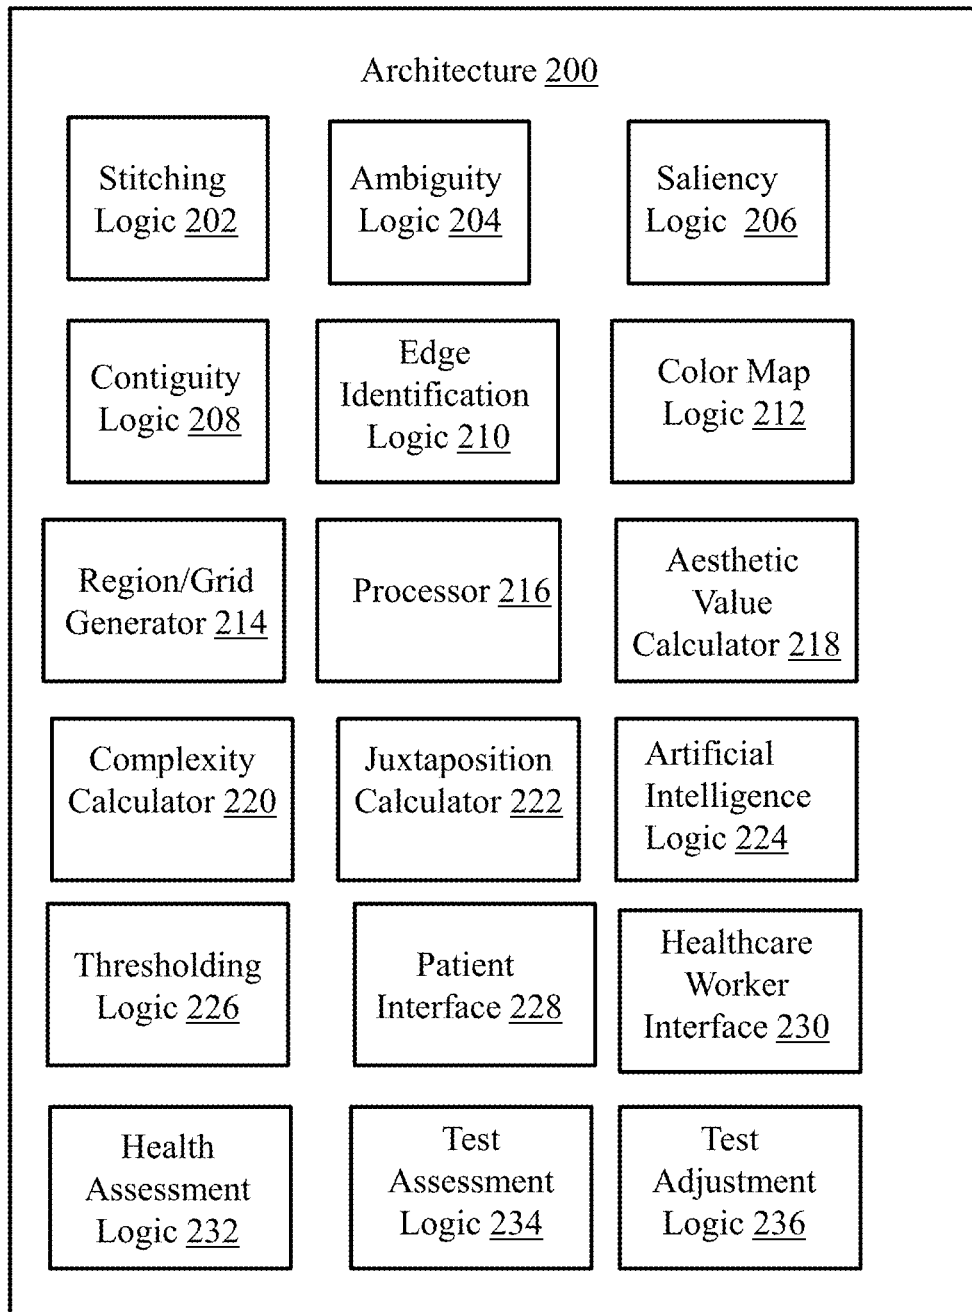 Architecture 200
Stitching
Logic 202
Ambiguity
Logic 204
Saliency
Logic 206
Contiguity
Logic 208
Edge
Identification
Logic 210
Color Map
Logic 212
Region/Grid
Generator 214
Processor 216
Aesthetic
Value
Calculator 218
Complexity
Calculator 220
Juxtaposition
Calculator 222
Artificial
Intelligence
Logic 224
Thresholding
Logic 226
Patient
Interface 228
Healthcare
Worker
Interface 230
Health
Assessment
Logic 232
Test
Assessment
Logic 234
Test
Adjustment
Logic 236